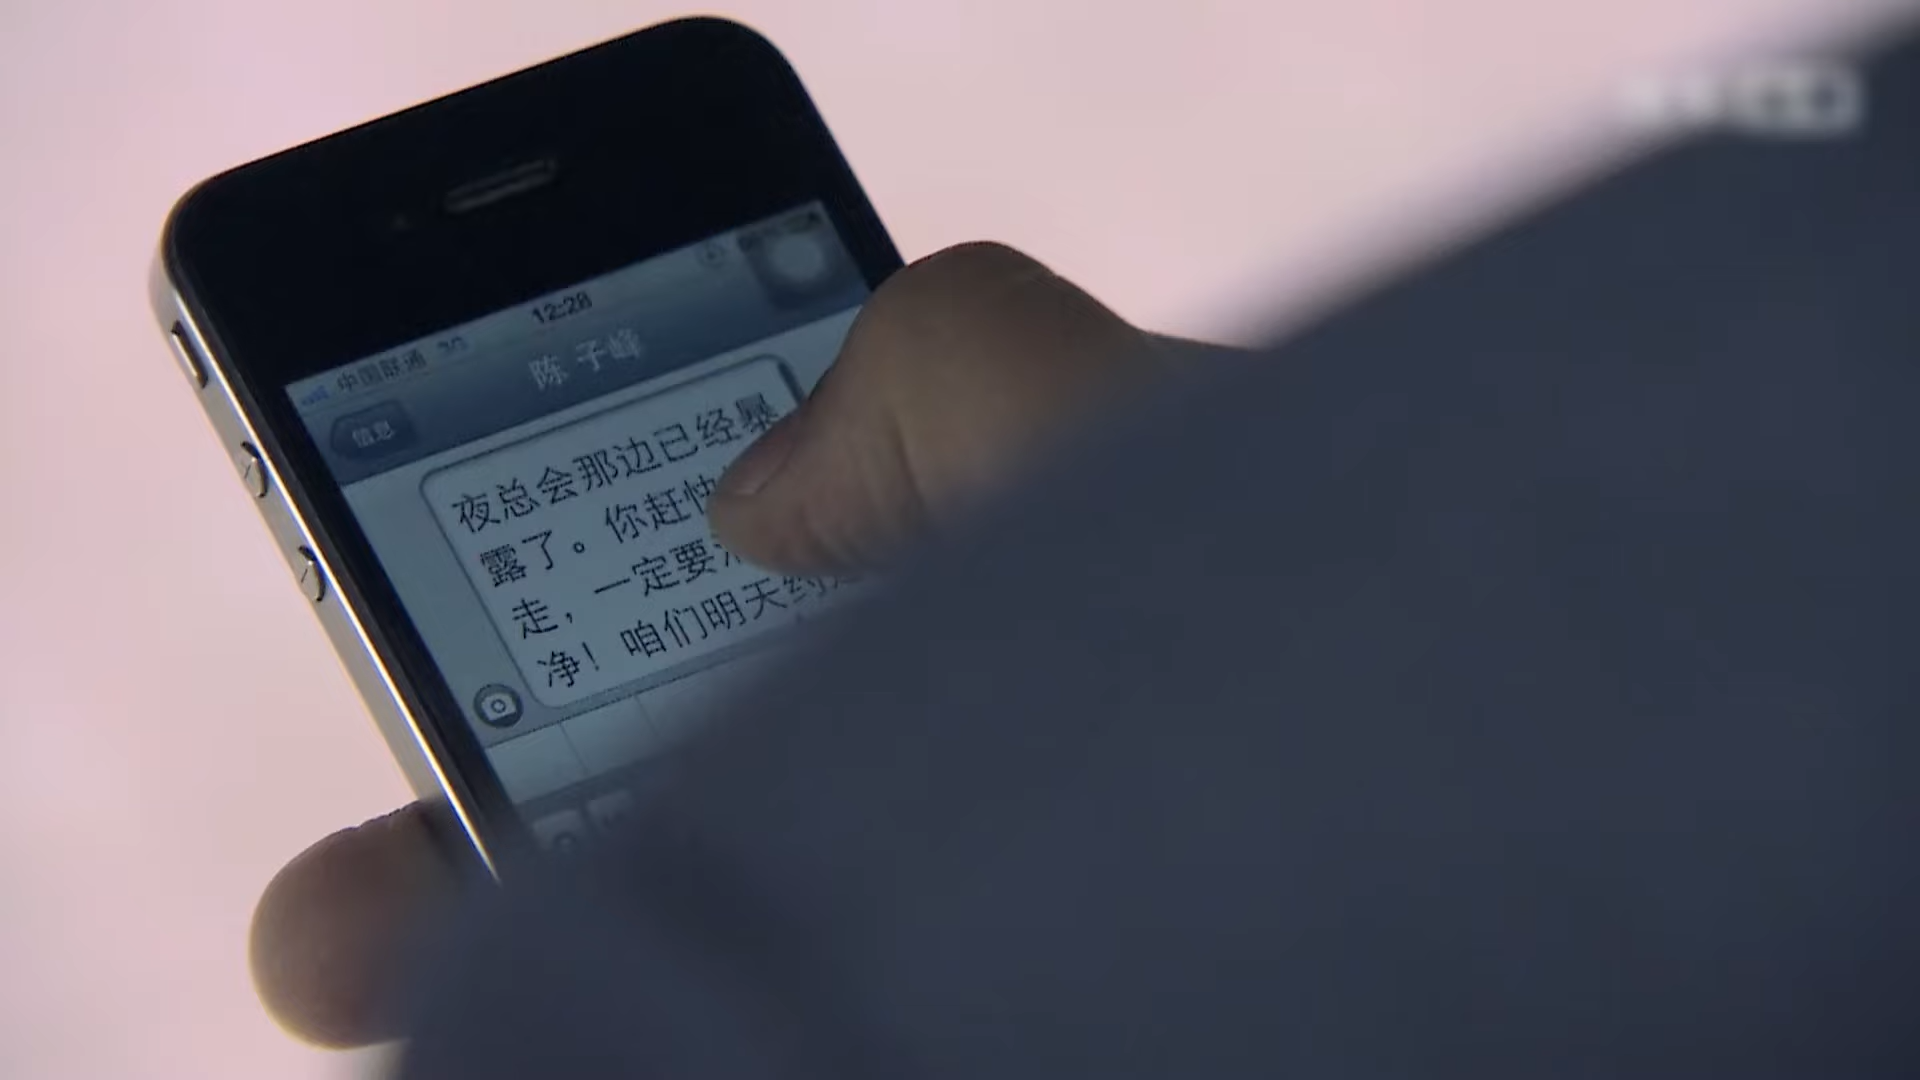 中国联通 3G
12:28
信息
陈 子峰
夜总会那边已经暴
露了。你赶快
走，一定要
净！咱们明天约